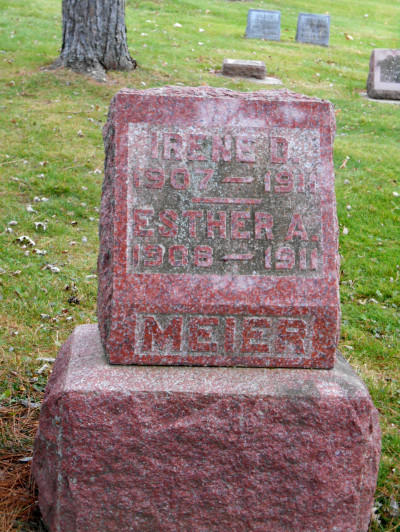 IRENE D.
1907 — 1911
ESTHER A.
1908 — 1911
MEIER